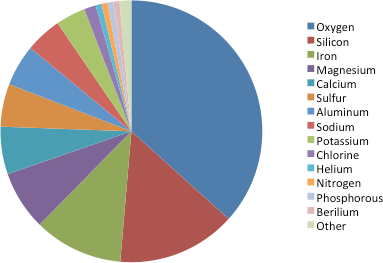 Oxygen
Silicon
Iron
Magnesium
Calcium
Sulfur
Aluminum
Sodium
Potassium
Chlorine
Helium
Nitrogen
Phosphorous
Berilium
Other